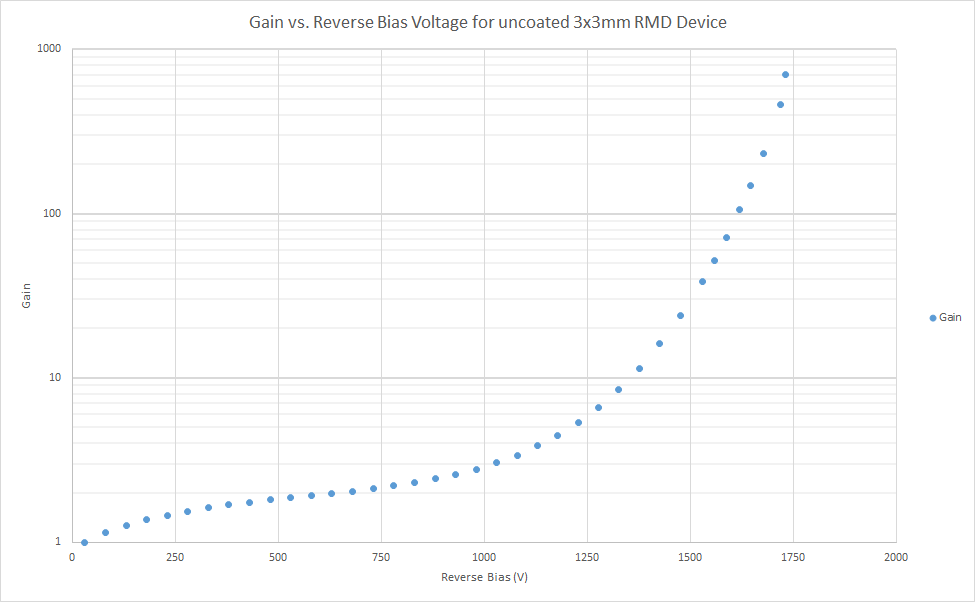 Gain vs. Reverse Bias Voltage for uncoated 3x3mm RMD Device
1000
100
10
1
Gain
0 250 500 750 1000 1250 1500 1750 2000
Reverse Bias (V)
Gain